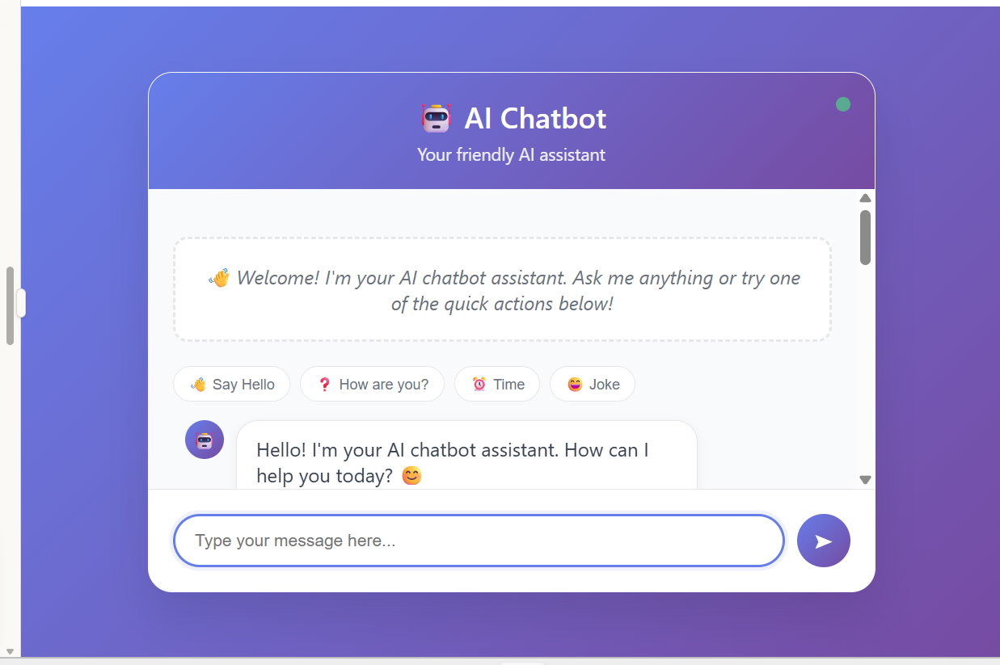 AI Chatbot
Your friendly AI assistant
Welcome! I'm your AI chatbot assistant. Ask me anything or try one
of the quick actions below!
Say Hello
How are you?
Time
Joke
Hello! I'm your AI chatbot assistant. How can I
help you today?
Type your message here...